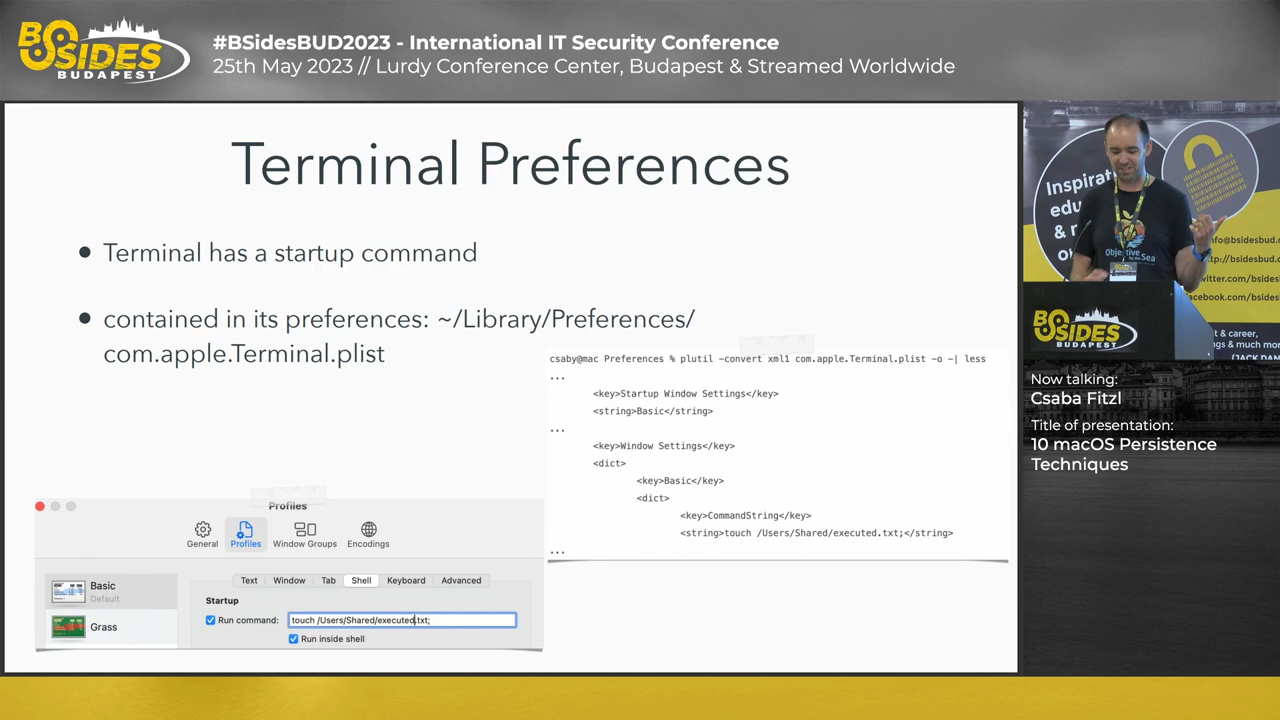 BSIDES
BUDAPEST
#BSidesBUD2023 - International IT Security Conference
25th May 2023 // Lurdy Conference Center, Budapest & Streamed Worldwide
Terminal Preferences
• Terminal has a startup command
• contained in its preferences: ~/Library/Preferences/
com.apple.Terminal.plist
csaby@mac Preferences % plutil -convert xml1 com.apple.Terminal.plist -o -| less
...
<key>Startup Window Settings</key>
<string>Basic</string>
...
<key>Window Settings</key>
<dict>
<key>Basic</key>
<dict>
<key>CommandString</key>
<string>touch /Users/Shared/executed.txt;</string>
...
Profiles
General
Profiles
Window Groups
Encodings
Basic
Default
Grass
Text
Window
Tab
Shell
Keyboard
Advanced
Startup
Run command:
touch /Users/Shared/executed.txt;
Run inside shell
Objective
Sea
BSIDES
BUDAPEST
Now talking:
Csaba Fitzl
Title of presentation:
10 macOS Persistence
Techniques